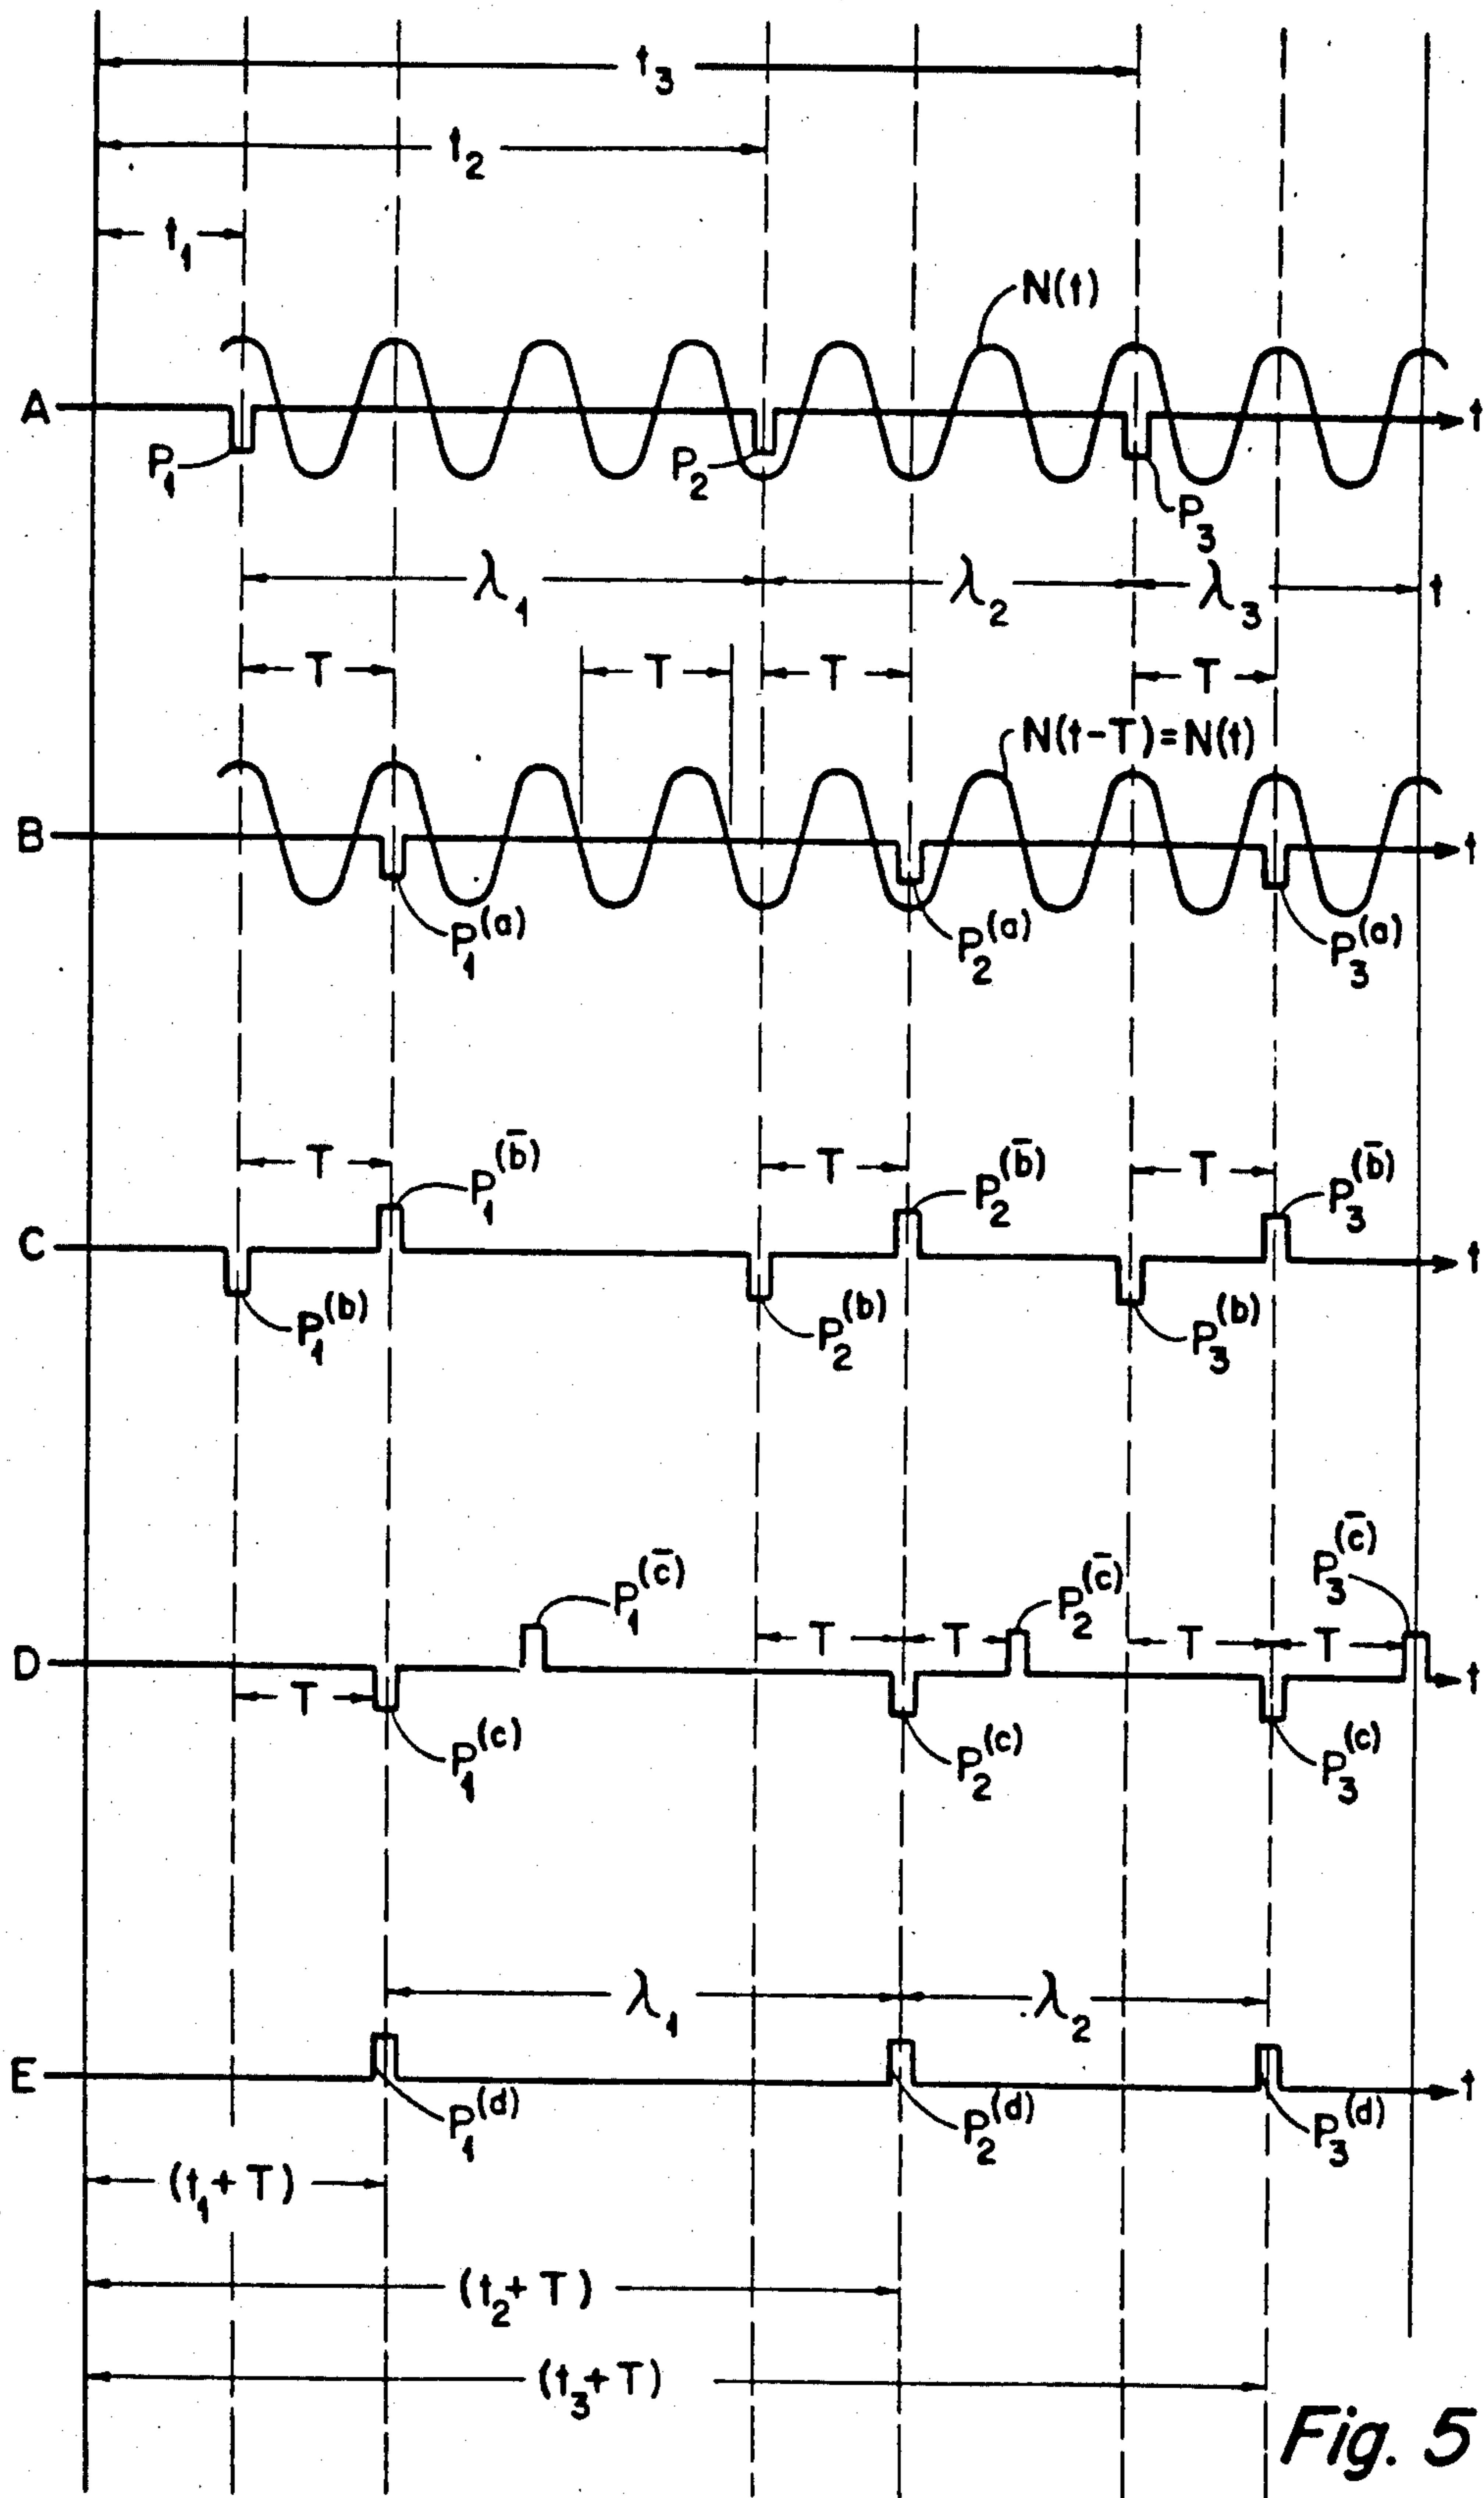 t₃
t₂
t₁
N(t)
A
t
P₁
P₂
P₃
λ₁ λ₂ λ₃ t
T T T T
N(t-T)=N(t)
B
t
P₁(a) P₂(a) P₃(a)
T P₁(b̄) T P₂(b̄) T P₃(b̄)
C
t
P₁(b) P₂(b) P₃(b)
P₁(c̄) P₂(c̄) P₃(c̄)
T T T T
D
t
T
P₁(c) P₂(c) P₃(c)
λ₁ λ₂
E
t
P₁(d) P₂(d) P₃(d)
(t₁+T)
(t₂+T)
(t₃+T)
Fig. 5